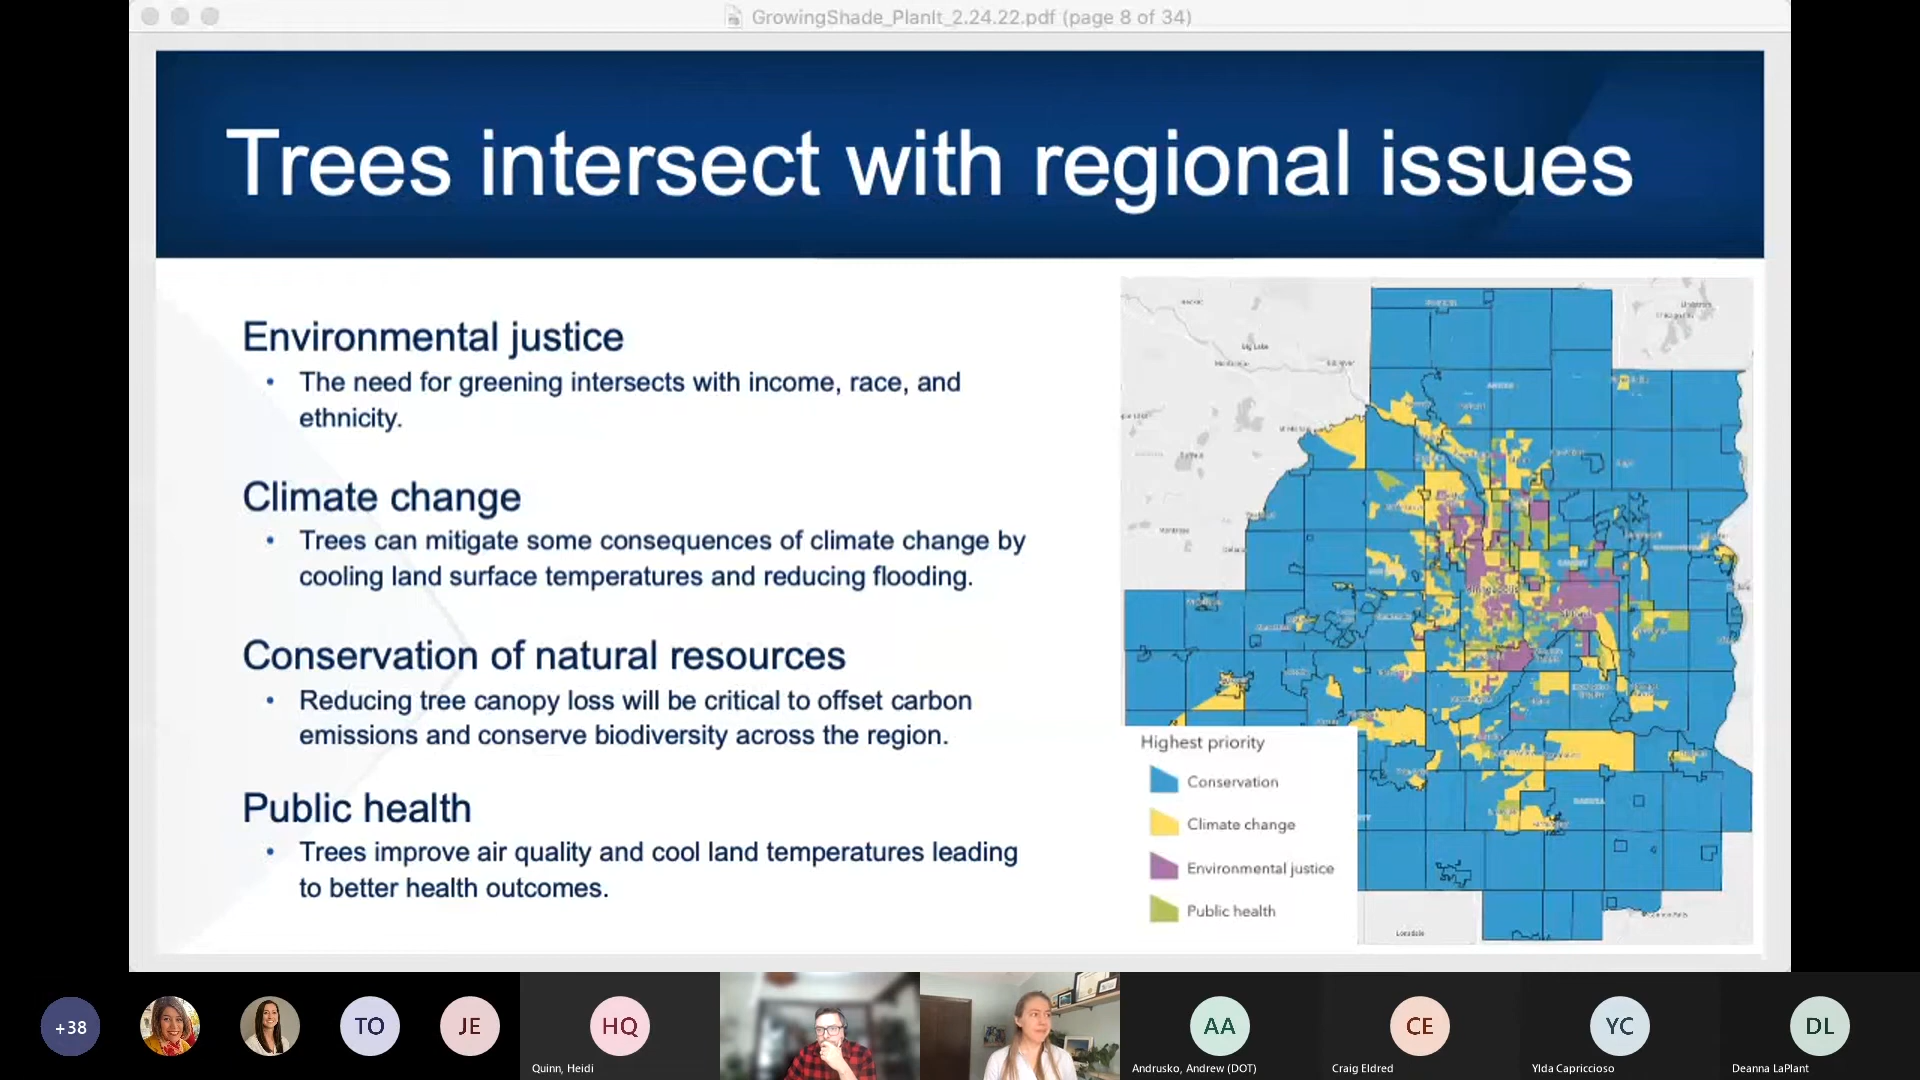 GrowingShade_PlanIt_2.24.22.pdf (page 8 of 34)
Trees intersect with regional issues
Environmental justice
• The need for greening intersects with income, race, and
ethnicity.
Climate change
• Trees can mitigate some consequences of climate change by
cooling land surface temperatures and reducing flooding.
Conservation of natural resources
• Reducing tree canopy loss will be critical to offset carbon
emissions and conserve biodiversity across the region.
Public health
• Trees improve air quality and cool land temperatures leading
to better health outcomes.
Big Lake
Highest priority
Conservation
Climate change
Environmental justice
Public health
Lonsdale
+38
TO
JE
HQ
Quinn, Heidi
AA
Andrusko, Andrew (DOT)
CE
Craig Eldred
YC
Ylda Capriccioso
DL
Deanna LaPlant